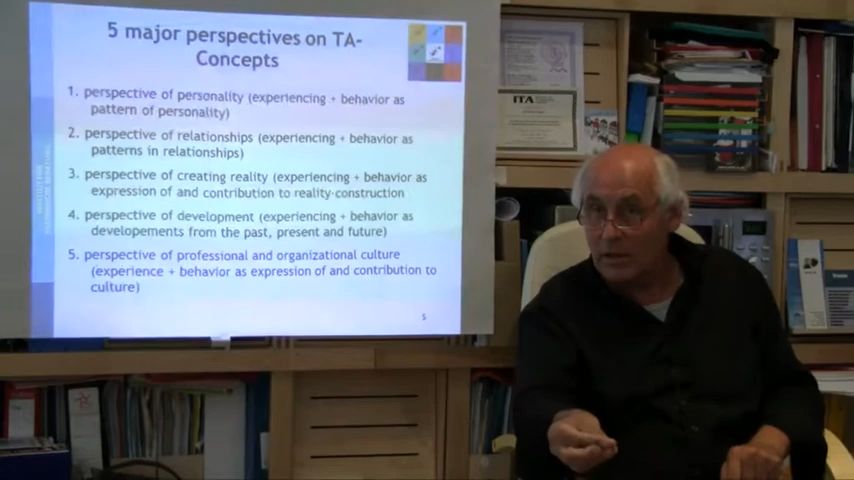 5 major perspectives on TA-
Concepts
1. perspective of personality (experiencing + behavior as
pattern of personality)
2. perspective of relationships (experiencing + behavior as
patterns in relationships)
3. perspective of creating reality (experiencing + behavior as
expression of and contribution to reality-construction
4. perspective of development (experiencing + behavior as
developements from the past, present and future)
5. perspective of professional and organizational culture
(experience + behavior as expression of and contribution to
culture)
5
ITA